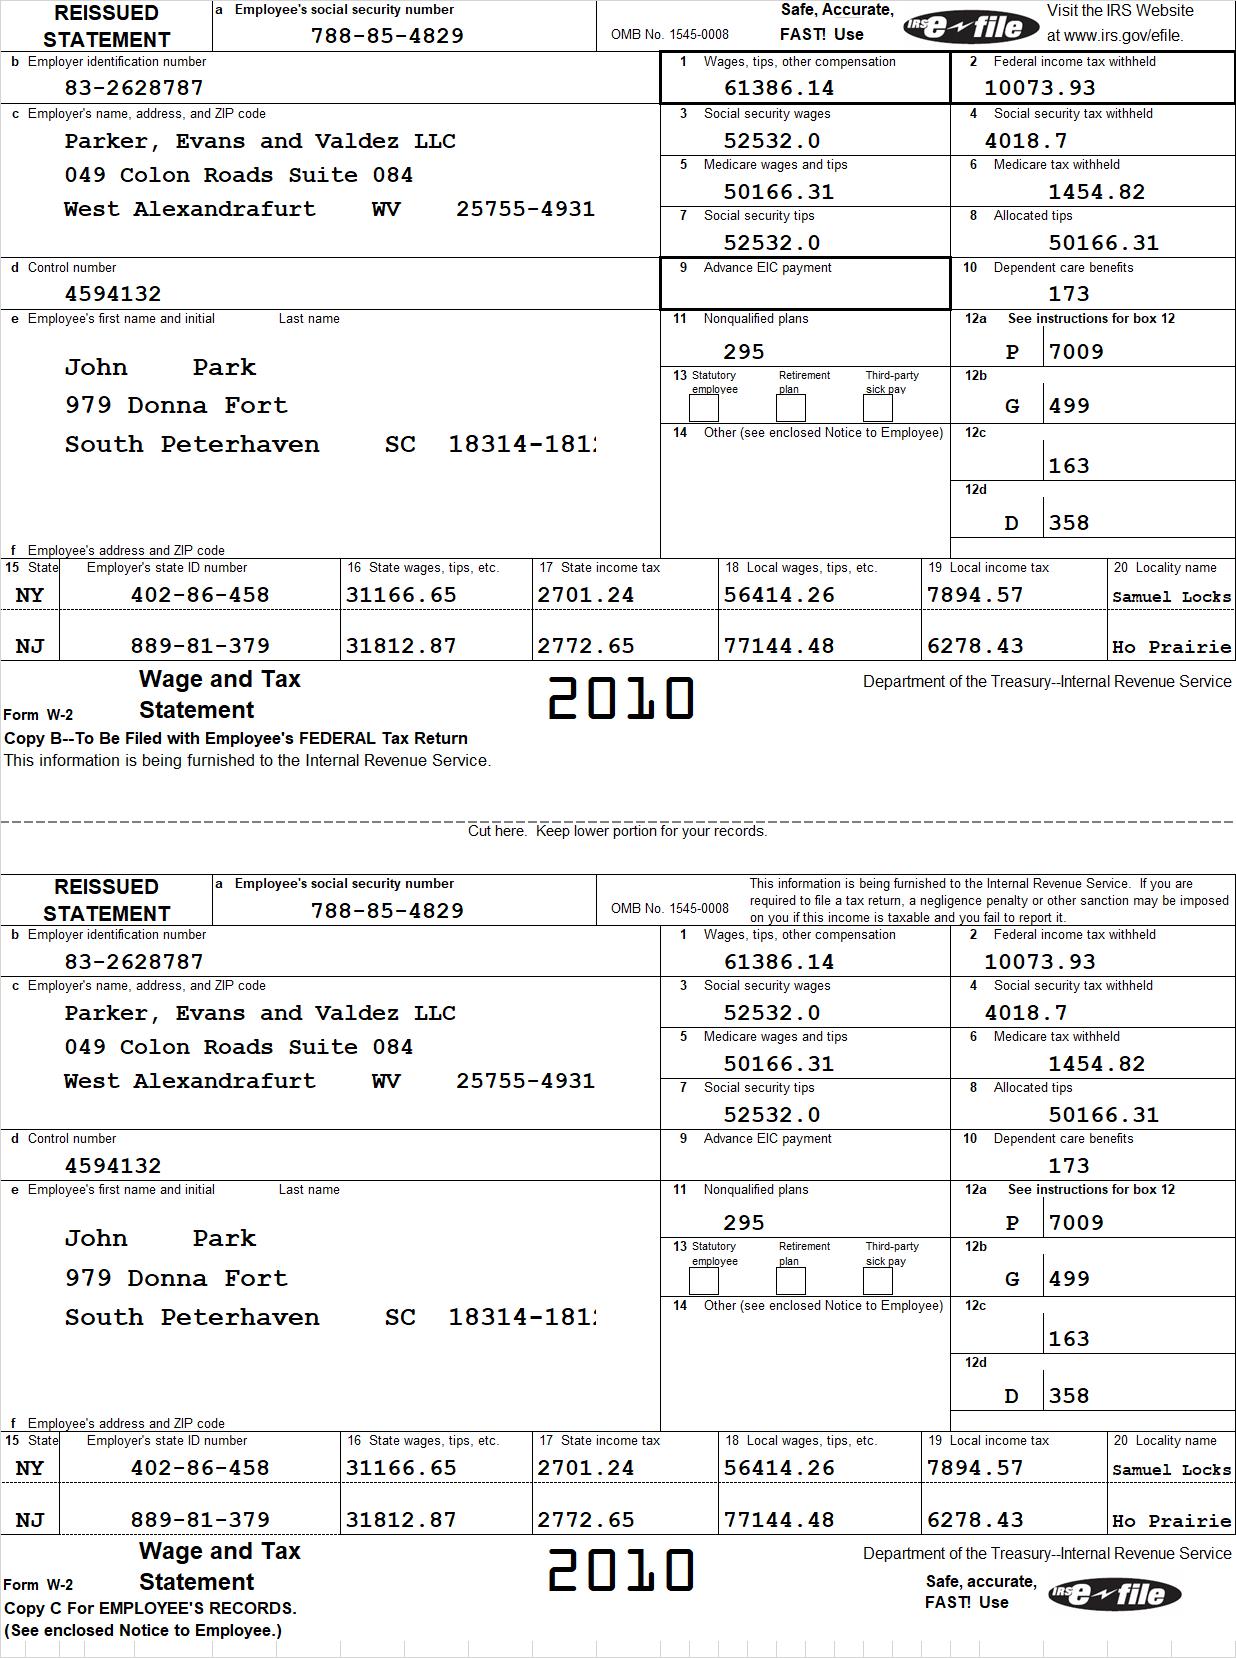 REISSUED STATEMENT
a Employee's social security number
788-85-4829
OMB No. 1545-0008
Safe, Accurate,
FAST! Use
IRS e-file
Visit the IRS Website
at www.irs.gov/efile.
b Employer identification number
83-2628787
1 Wages, tips, other compensation
61386.14
2 Federal income tax withheld
10073.93
c Employer's name, address, and ZIP code
Parker, Evans and Valdez LLC
049 Colon Roads Suite 084
West Alexandrafurt WV 25755-4931
3 Social security wages
52532.0
4 Social security tax withheld
4018.7
5 Medicare wages and tips
50166.31
6 Medicare tax withheld
1454.82
7 Social security tips
52532.0
8 Allocated tips
50166.31
d Control number
4594132
9 Advance EIC payment
10 Dependent care benefits
173
e Employee's first name and initial Last name
John Park
979 Donna Fort
South Peterhaven SC 18314-181
f Employee's address and ZIP code
11 Nonqualified plans
295
12a See instructions for box 12
P 7009
13 Statutory employee
Retirement plan
Third-party sick pay
12b
G 499
14 Other (see enclosed Notice to Employee)
12c
163
12d
D 358
15 State Employer's state ID number 16 State wages, tips, etc. 17 State income tax 18 Local wages, tips, etc. 19 Local income tax 20 Locality name
NY 402-86-458 31166.65 2701.24 56414.26 7894.57 Samuel Locks
NJ 889-81-379 31812.87 2772.65 77144.48 6278.43 Ho Prairie
Form W-2
Wage and Tax
Statement
2010
Department of the Treasury--Internal Revenue Service
Copy B--To Be Filed with Employee's FEDERAL Tax Return
This information is being furnished to the Internal Revenue Service.
Cut here. Keep lower portion for your records.
REISSUED STATEMENT
a Employee's social security number
788-85-4829
OMB No. 1545-0008
This information is being furnished to the Internal Revenue Service. If you are
required to file a tax return, a negligence penalty or other sanction may be imposed
on you if this income is taxable and you fail to report it.
b Employer identification number
83-2628787
1 Wages, tips, other compensation
61386.14
2 Federal income tax withheld
10073.93
c Employer's name, address, and ZIP code
Parker, Evans and Valdez LLC
049 Colon Roads Suite 084
West Alexandrafurt WV 25755-4931
3 Social security wages
52532.0
4 Social security tax withheld
4018.7
5 Medicare wages and tips
50166.31
6 Medicare tax withheld
1454.82
7 Social security tips
52532.0
8 Allocated tips
50166.31
d Control number
4594132
9 Advance EIC payment
10 Dependent care benefits
173
e Employee's first name and initial Last name
John Park
979 Donna Fort
South Peterhaven SC 18314-181
f Employee's address and ZIP code
11 Nonqualified plans
295
12a See instructions for box 12
P 7009
13 Statutory employee
Retirement plan
Third-party sick pay
12b
G 499
14 Other (see enclosed Notice to Employee)
12c
163
12d
D 358
15 State Employer's state ID number 16 State wages, tips, etc. 17 State income tax 18 Local wages, tips, etc. 19 Local income tax 20 Locality name
NY 402-86-458 31166.65 2701.24 56414.26 7894.57 Samuel Locks
NJ 889-81-379 31812.87 2772.65 77144.48 6278.43 Ho Prairie
Form W-2
Wage and Tax
Statement
2010
Department of the Treasury--Internal Revenue Service
Safe, accurate,
FAST! Use
IRS e-file
Copy C For EMPLOYEE'S RECORDS.
(See enclosed Notice to Employee.)